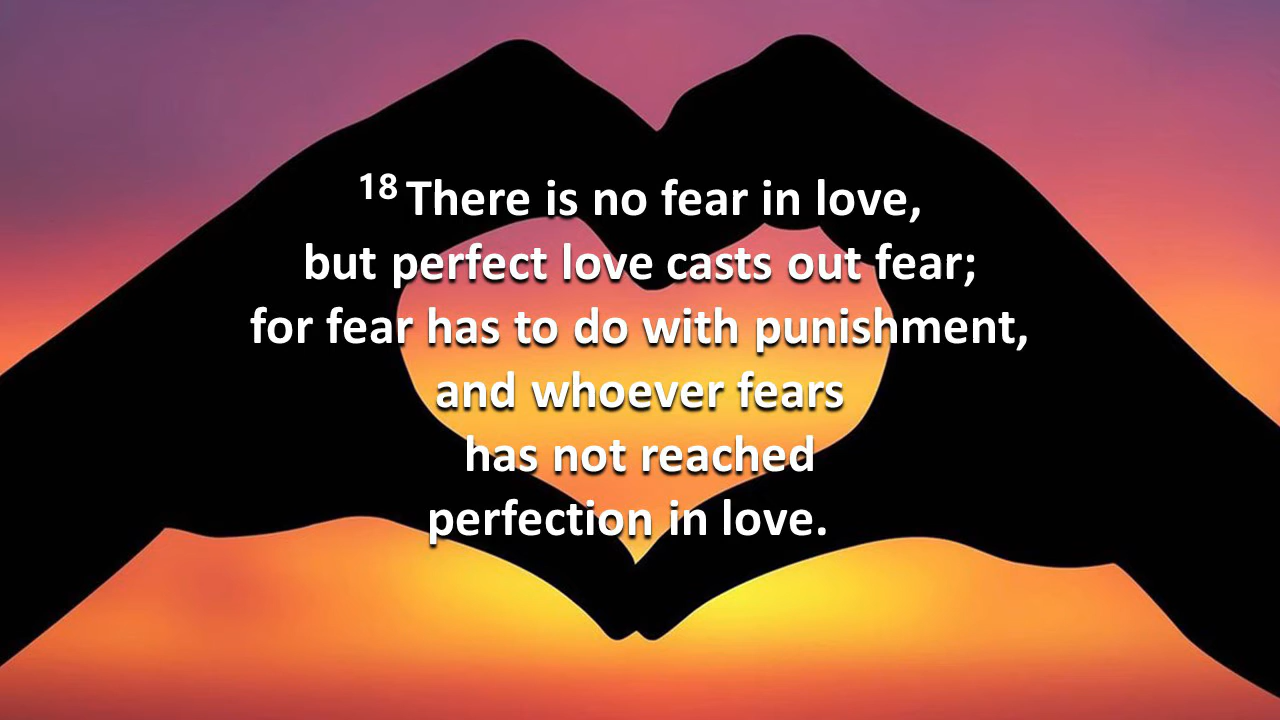 18 There is no fear in love,
but perfect love casts out fear;
for fear has to do with punishment,
and whoever fears
has not reached
perfection in love.